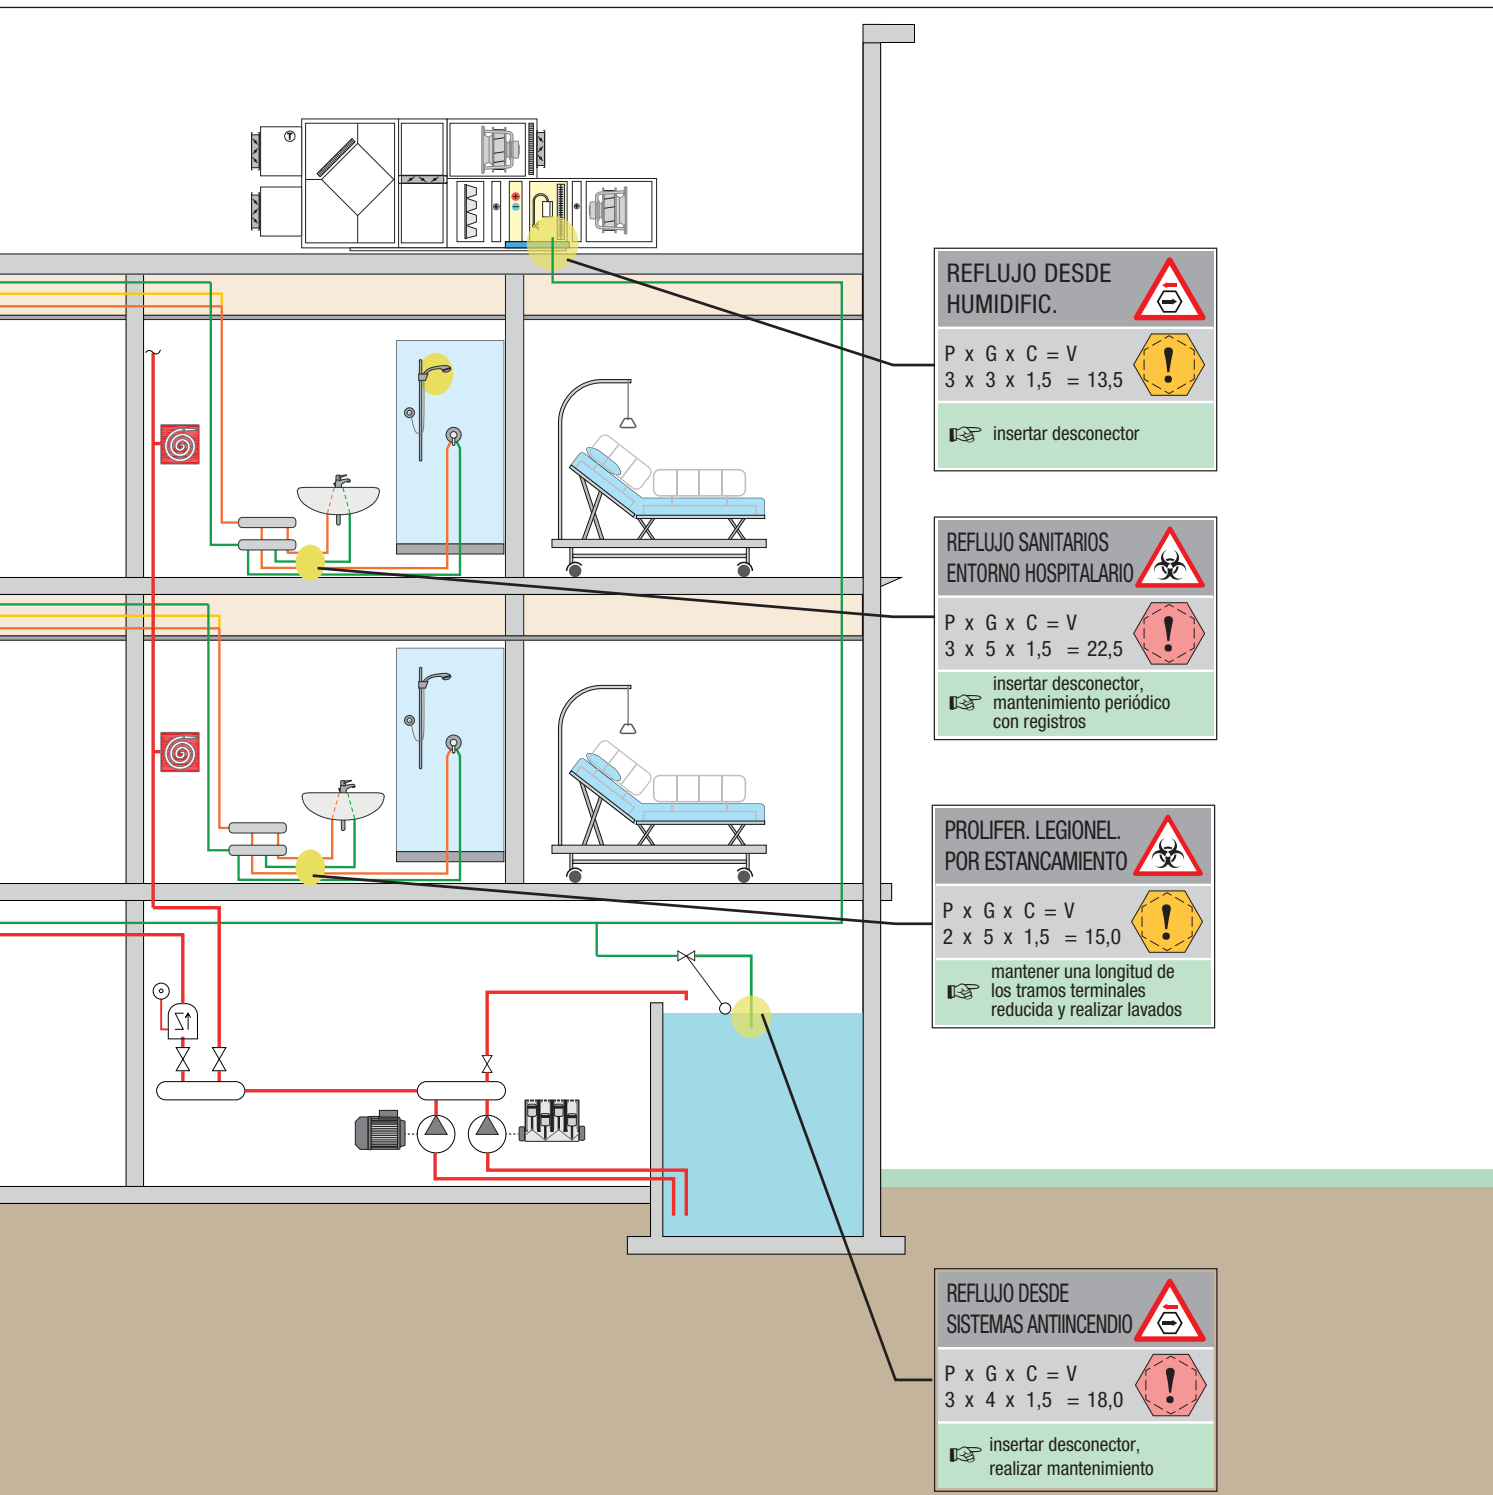 T
REFLUJO DESDE
HUMIDIFIC.
P x G x C = V
3 x 3 x 1,5 = 13,5
insertar desconector
REFLUJO SANITARIOS
ENTORNO HOSPITALARIO
P x G x C = V
3 x 5 x 1,5 = 22,5
insertar desconector,
mantenimiento periódico
con registros
PROLIFER. LEGIONEL.
POR ESTANCAMIENTO
P x G x C = V
2 x 5 x 1,5 = 15,0
mantener una longitud de
los tramos terminales
reducida y realizar lavados
REFLUJO DESDE
SISTEMAS ANTIINCENDIO
P x G x C = V
3 x 4 x 1,5 = 18,0
insertar desconector,
realizar mantenimiento